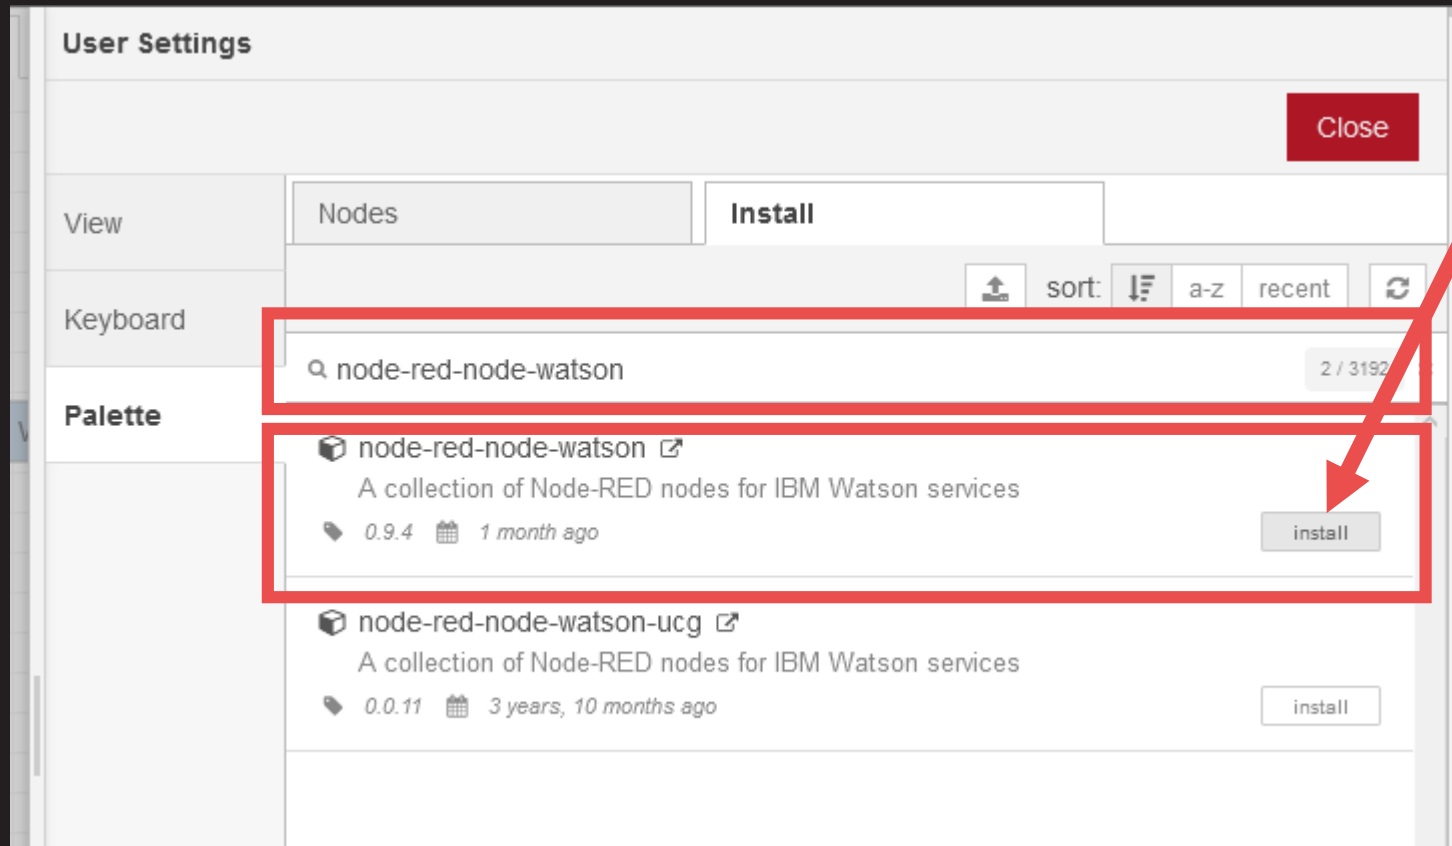 User Settings
Close
View
Nodes
Install
sort:
a-z
recent
Keyboard
node-red-node-watson
2 / 3192
Palette
node-red-node-watson
A collection of Node-RED nodes for IBM Watson services
0.9.4
1 month ago
install
node-red-node-watson-ucg
A collection of Node-RED nodes for IBM Watson services
0.0.11
3 years, 10 months ago
install